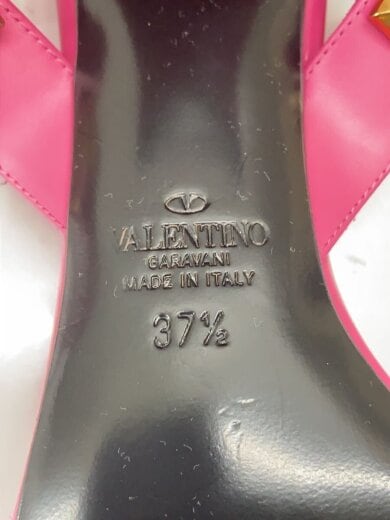 VALENTINO
GARAVANI
MADE IN ITALY
37½